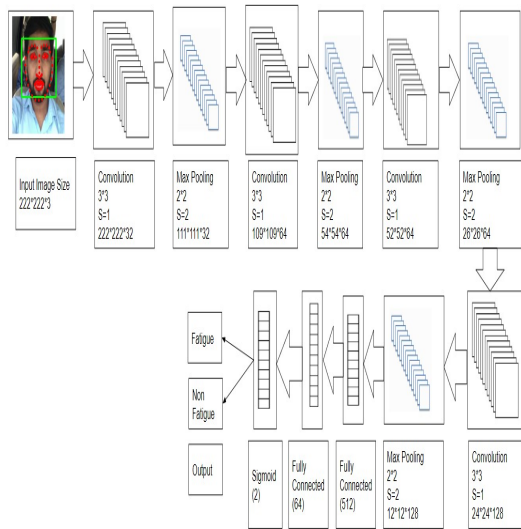 Input Image Size
222*222*3
Convolution
3*3
S=1
222*222*32
Max Pooling
2*2
S=2
111*111*32
Convolution
3*3
S=1
109*109*64
Max Pooling
2*2
S=2
54*54*64
Convolution
3*3
S=1
52*52*64
Max Pooling
2*2
S=2
26*26*64
Convolution
3*3
S=1
24*24*128
Max Pooling
2*2
S=2
12*12*128
Fully
Connected
(512)
Fully
Connected
(64)
Sigmoid
(2)
Output
Fatigue
Non
Fatigue